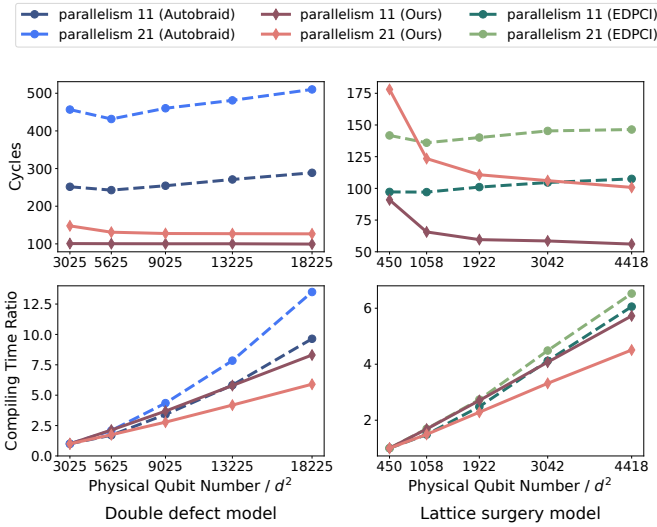 parallelism 11 (Autobraid) parallelism 11 (Ours) parallelism 11 (EDPCI)
parallelism 21 (Autobraid) parallelism 21 (Ours) parallelism 21 (EDPCI)
Cycles
500
400
300
200
100
3025 5625 9025 13225 18225
175
150
125
100
75
50
450 1058 1922 3042 4418
Compiling Time Ratio
12.5
10.0
7.5
5.0
2.5
0.0
3025 5625 9025 13225 18225
Physical Qubit Number / d²
Double defect model
6
4
2
450 1058 1922 3042 4418
Physical Qubit Number / d²
Lattice surgery model